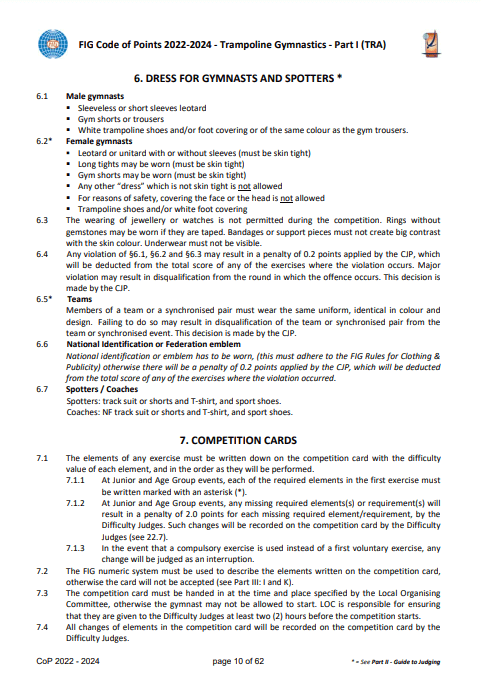 FIG Code of Points 2022-2024 - Trampoline Gymnastics - Part I (TRA)
6. DRESS FOR GYMNASTS AND SPOTTERS *
6.1 Male gymnasts
▪ Sleeveless or short sleeves leotard
▪ Gym shorts or trousers
▪ White trampoline shoes and/or foot covering or of the same colour as the gym trousers.
6.2* Female gymnasts
▪ Leotard or unitard with or without sleeves (must be skin tight)
▪ Long tights may be worn (must be skin tight)
▪ Gym shorts may be worn (must be skin tight)
▪ Any other “dress” which is not skin tight is not allowed
▪ For reasons of safety, covering the face or the head is not allowed
▪ Trampoline shoes and/or white foot covering
6.3 The wearing of jewellery or watches is not permitted during the competition. Rings without
gemstones may be worn if they are taped. Bandages or support pieces must not create big contrast
with the skin colour. Underwear must not be visible.
6.4 Any violation of §6.1, §6.2 and §6.3 may result in a penalty of 0.2 points applied by the CJP, which
will be deducted from the total score of any of the exercises where the violation occurs. Major
violation may result in disqualification from the round in which the offence occurs. This decision is
made by the CJP.
6.5* Teams
Members of a team or a synchronised pair must wear the same uniform, identical in colour and
design. Failing to do so may result in disqualification of the team or synchronised pair from the
team or synchronised event. This decision is made by the CJP.
6.6 National Identification or Federation emblem
National identification or emblem has to be worn, (this must adhere to the FIG Rules for Clothing &
Publicity) otherwise there will be a penalty of 0.2 points applied by the CJP, which will be deducted
from the total score of any of the exercises where the violation occurred.
6.7 Spotters / Coaches
Spotters: track suit or shorts and T-shirt, and sport shoes.
Coaches: NF track suit or shorts and T-shirt, and sport shoes.
7. COMPETITION CARDS
7.1 The elements of any exercise must be written down on the competition card with the difficulty
value of each element, and in the order as they will be performed.
7.1.1 At Junior and Age Group events, each of the required elements in the first exercise must
be written marked with an asterisk (*).
7.1.2 At Junior and Age Group events, any missing required elements(s) or requirement(s) will
result in a penalty of 2.0 points for each missing required element/requirement, by
the Difficulty Judges. Such changes will be recorded on the competition card by the Difficulty
Judges (see 22.7).
7.1.3 In the event that a compulsory exercise is used instead of a first voluntary exercise, any
change will be judged as an interruption.
7.2 The FIG numeric system must be used to describe the elements written on the competition card,
otherwise the card will not be accepted (see Part III: I and K).
7.3 The competition card must be handed in at the time and place specified by the Local Organising
Committee, otherwise the gymnast may not be allowed to start. LOC is responsible for ensuring
that they are given to the Difficulty Judges at least two (2) hours before the competition starts.
7.4 All changes of elements in the competition card will be recorded on the competition card by the
Difficulty Judges.
CoP 2022 - 2024 page 10 of 62 * = See Part II - Guide to Judging